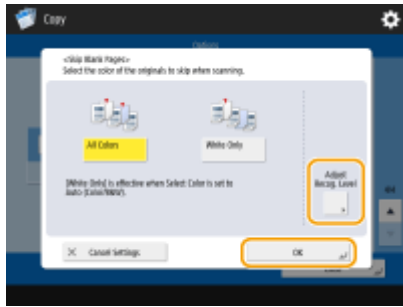 Copy
Options
<Skip Blank Pages>
Select the color of the originals to skip when scanning.
All Colors
White Only
Adjust
Recog. Level
[White Only] is effective when Select Color is set to
Auto (Color/B&W).
Cancel Settings
OK
Close